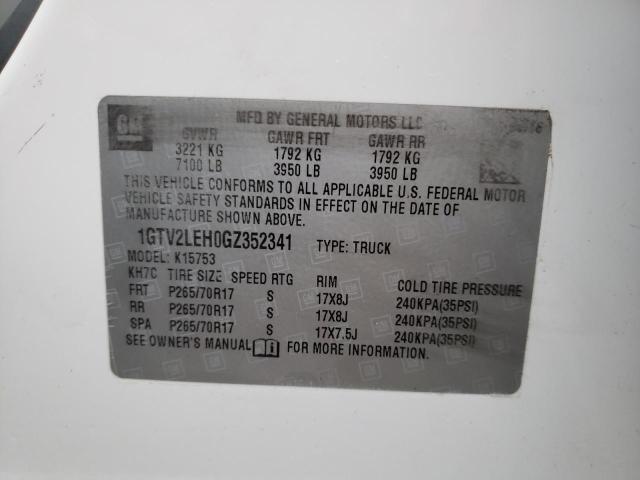 GM
MFD BY GENERAL MOTORS LLC
GVWR GAWR FRT GAWR RR
3221 KG 1792 KG 1792 KG
7100 LB 3950 LB 3950 LB
THIS VEHICLE CONFORMS TO ALL APPLICABLE U.S. FEDERAL MOTOR
VEHICLE SAFETY STANDARDS IN EFFECT ON THE DATE OF
MANUFACTURE SHOWN ABOVE.
1GTV2LEH0GZ352341 TYPE: TRUCK
MODEL: K15753
KH7C TIRE SIZE SPEED RTG RIM COLD TIRE PRESSURE
FRT P265/70R17 S 17X8J 240KPA(35PSI)
RR P265/70R17 S 17X8J 240KPA(35PSI)
SPA P265/70R17 S 17X7.5J 240KPA(35PSI)
SEE OWNER'S MANUAL FOR MORE INFORMATION.